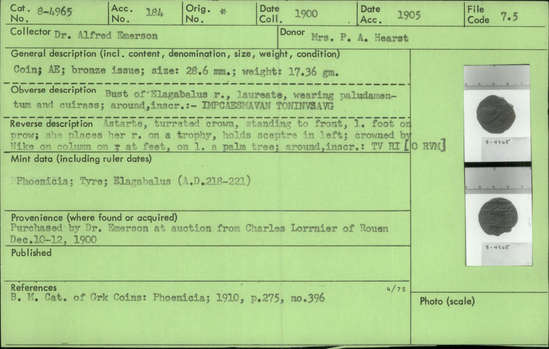 Cat. No. 8-4965 Acc. No. 184 Orig. No. * Date Coll. 1900 Date Acc. 1905 File Code 7.5
Collector Dr. Alfred Emerson Donor Mrs. P. A. Hearst
General description (incl. content, denomination, size, weight, condition)
Coin; AE; bronze issue; size: 28.6 mm.; weight: 17.36 gm.
Obverse description Bust of Elagabalus r., laureate, wearing paludamen-
tum and cuirass; around,inscr.:- IMPCAESMAVAN TONINVSAVG
Reverse description Astarte, turreted crown, standing to front, l. foot on
prow; she places her r. on a trophy, holds sceptre in left; crowned by
Nike on column on r at feet, on l. a palm tree; around,inscr.: TV RI [O RVM]
Mint data (including ruler dates)
Phoenicia; Tyre; Elagabalus (A.D.218-221)
Provenience (where found or acquired)
Purchased by Dr. Emerson at auction from Charles Lorrnier of Rouen
Dec.10-12, 1900
Published
References 4/75
B. M. Cat. of Grk Coins: Phoenicia; 1910, p.275, no.396
8-4965
8-4965
Photo (scale)